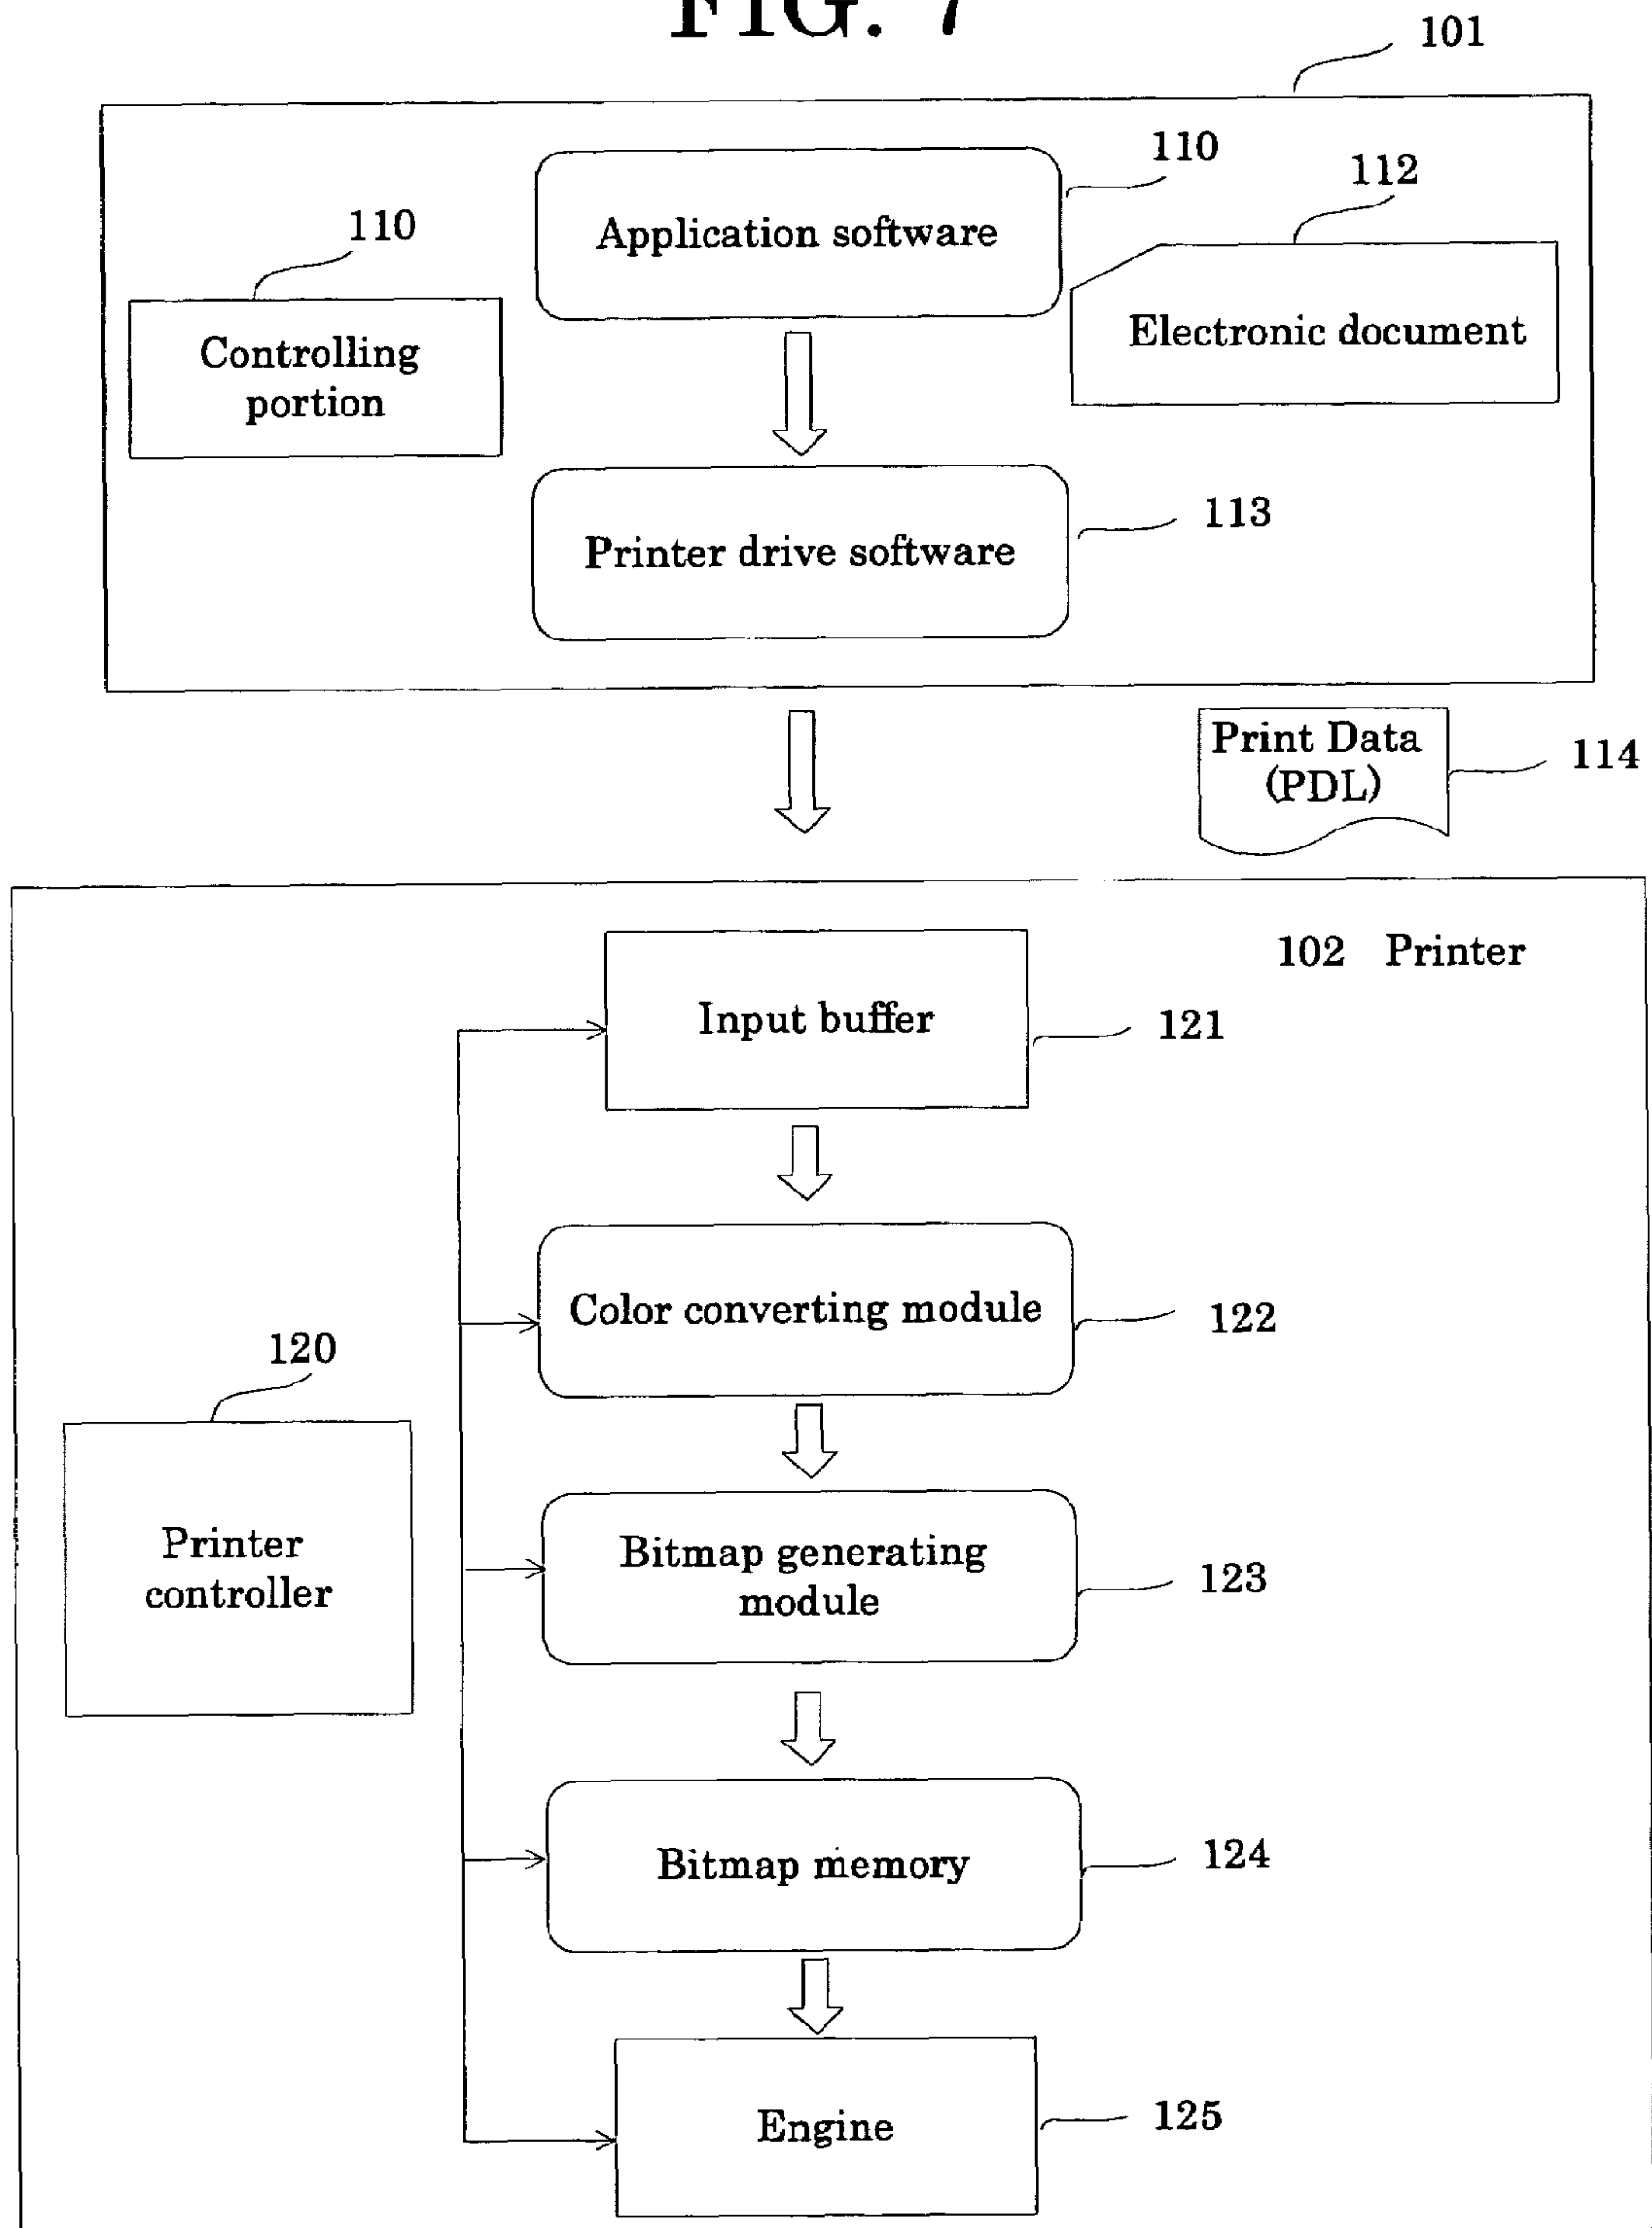 FIG. 7
101
110
Application software
112
110
Electronic document
Controlling
portion
Printer drive software
113
Print Data
(PDL)
114
102 Printer
Input buffer
121
Color converting module
122
120
Printer
controller
Bitmap generating
module
123
Bitmap memory
124
Engine
125